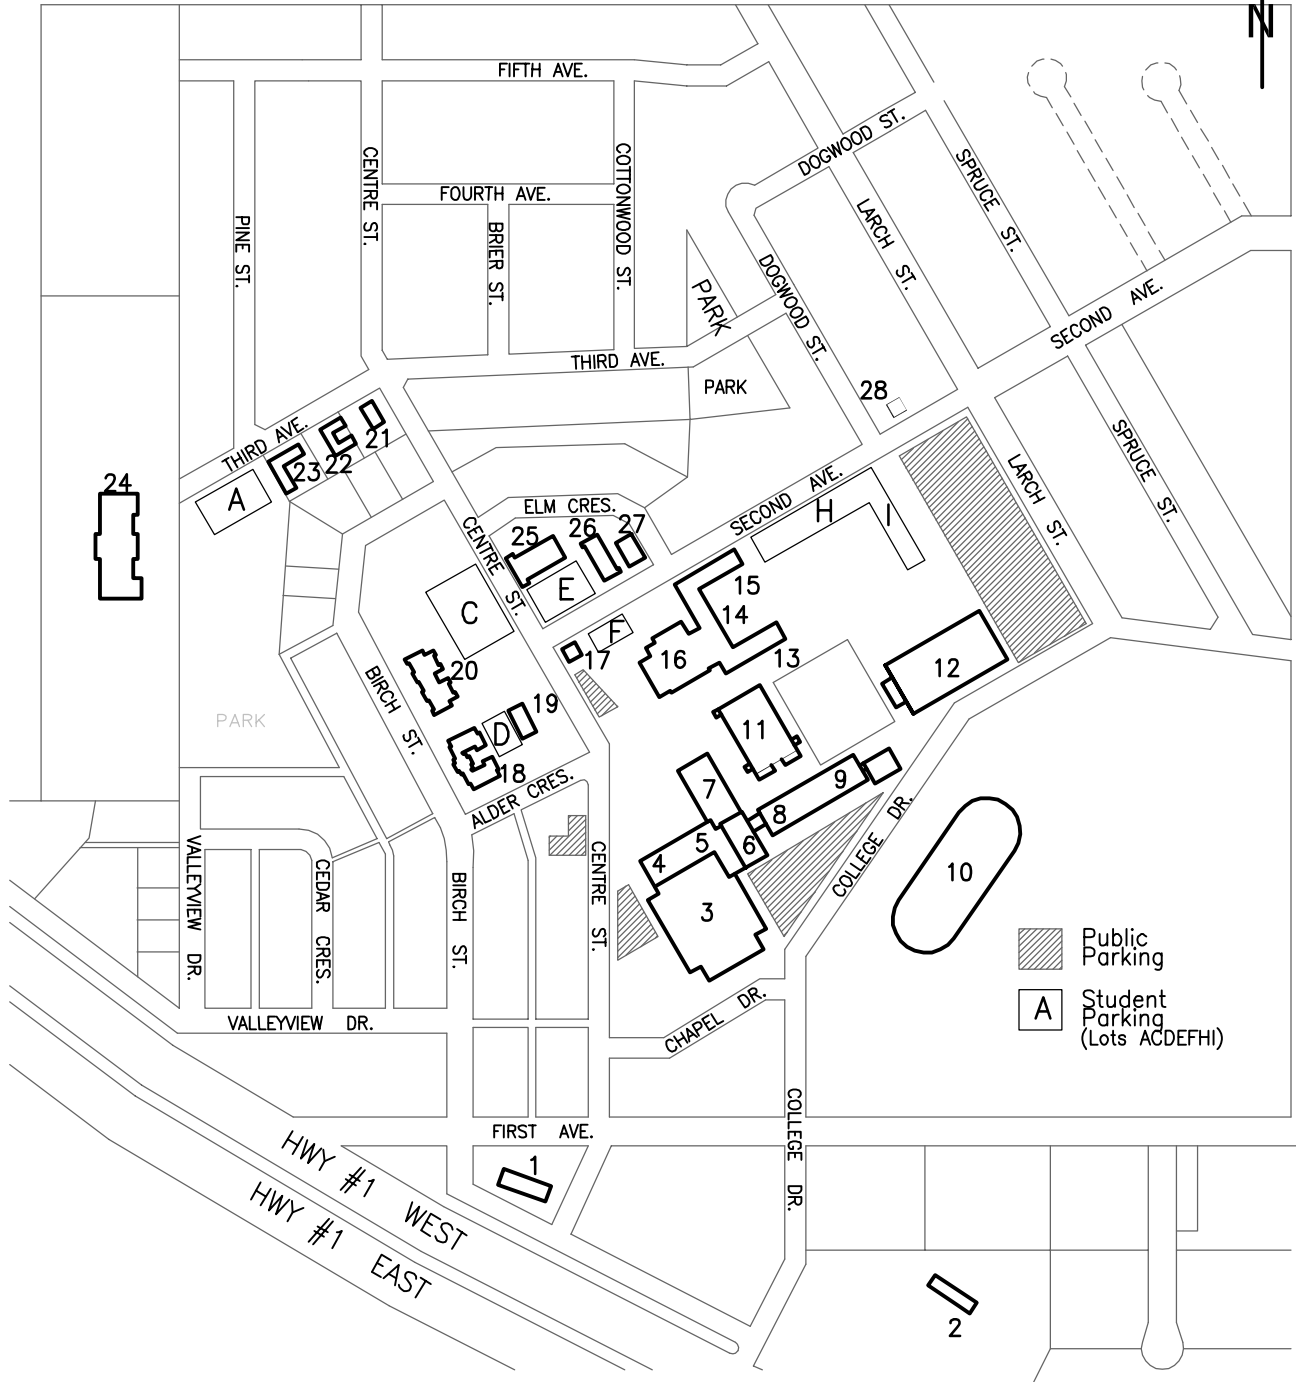 N
FIFTH AVE.
DOGWOOD ST.
CENTRE ST.
COTTONWOOD ST.
SPRUCE ST.
FOURTH AVE.
LARCH ST.
PINE ST.
BRIER ST.
DOGWOOD ST.
PARK
SECOND AVE.
THIRD AVE.
PARK
28
THIRD AVE.
21
22
23
24
A
SPRUCE ST.
LARCH ST.
SECOND AVE.
H
I
ELM CRES.
CENTRE ST.
25
26
27
E
C
15
14
F
17
16
13
12
20
BIRCH ST.
19
D
18
PARK
11
ALDER CRES.
7
9
8
5
6
4
3
COLLEGE DR.
10
VALLEYVIEW DR.
CEDAR CRES.
BIRCH ST.
CENTRE ST.
Public
Parking
A
Student
Parking
(Lots ACDEFHI)
VALLEYVIEW DR.
CHAPEL DR.
COLLEGE DR.
FIRST AVE.
1
HWY #1 WEST
HWY #1 EAST
2